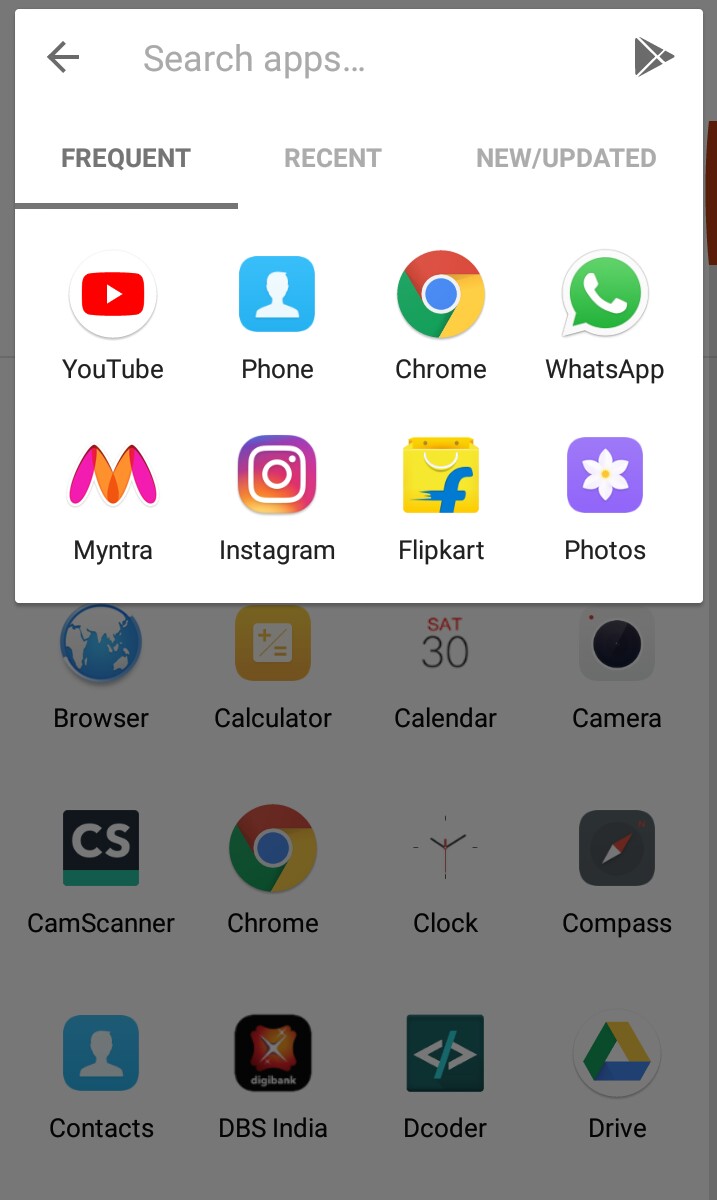 Search apps...
FREQUENT RECENT NEW/UPDATED
YouTube Phone Chrome WhatsApp
Myntra Instagram Flipkart Photos
SAT
30
Browser Calculator Calendar Camera
CS
CamScanner Chrome Clock Compass
digibank
Contacts DBS India Dcoder Drive